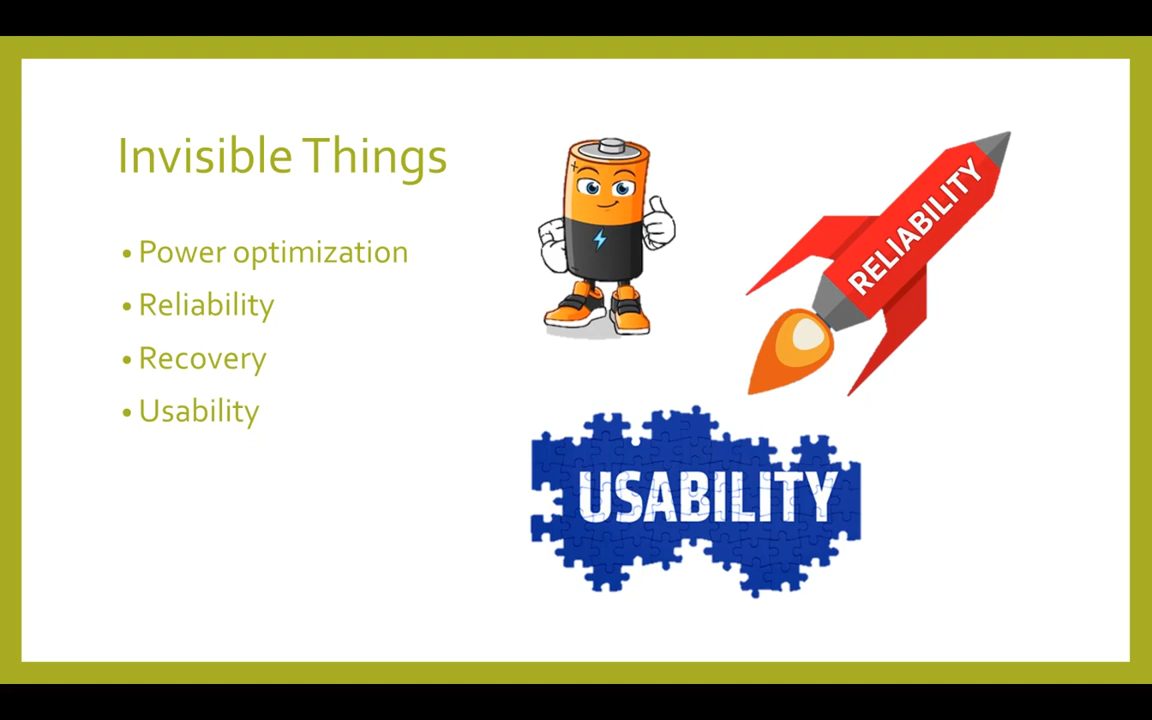 Invisible Things
• Power optimization
• Reliability
• Recovery
• Usability
RELIABILITY
USABILITY